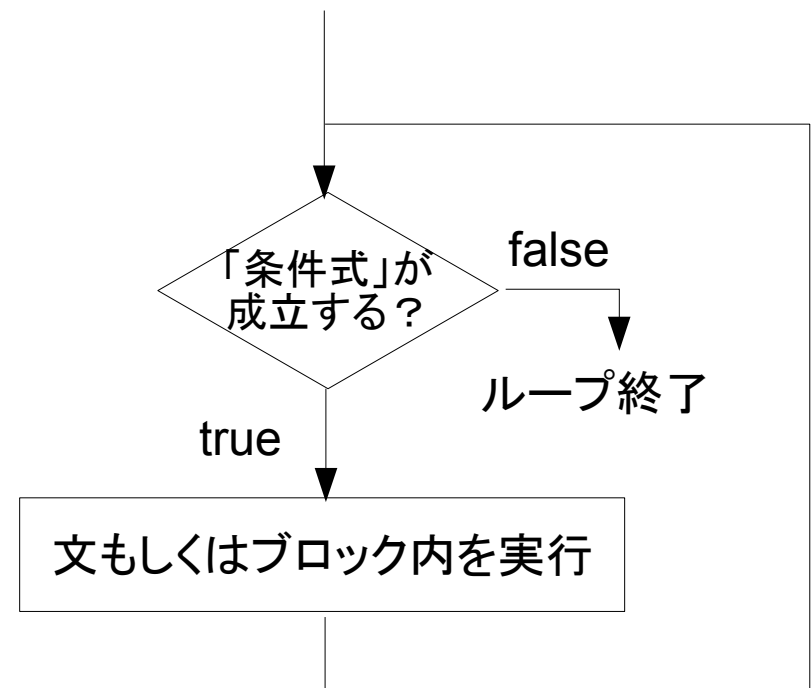 「条件式」が
成立する？
false
ループ終了
true
文もしくはブロック内を実行